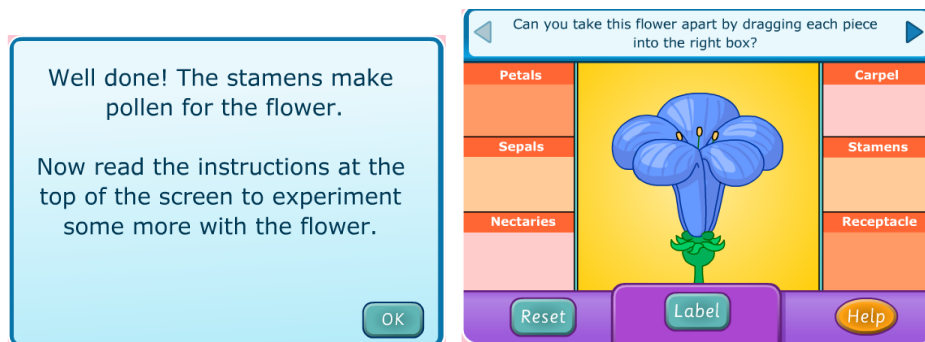 Well done! The stamens make
pollen for the flower.
Now read the instructions at the
top of the screen to experiment
some more with the flower.
OK
Can you take this flower apart by dragging each piece
into the right box?
Petals
Carpel
Sepals
Stamens
Nectaries
Receptacle
Reset
Label
Help